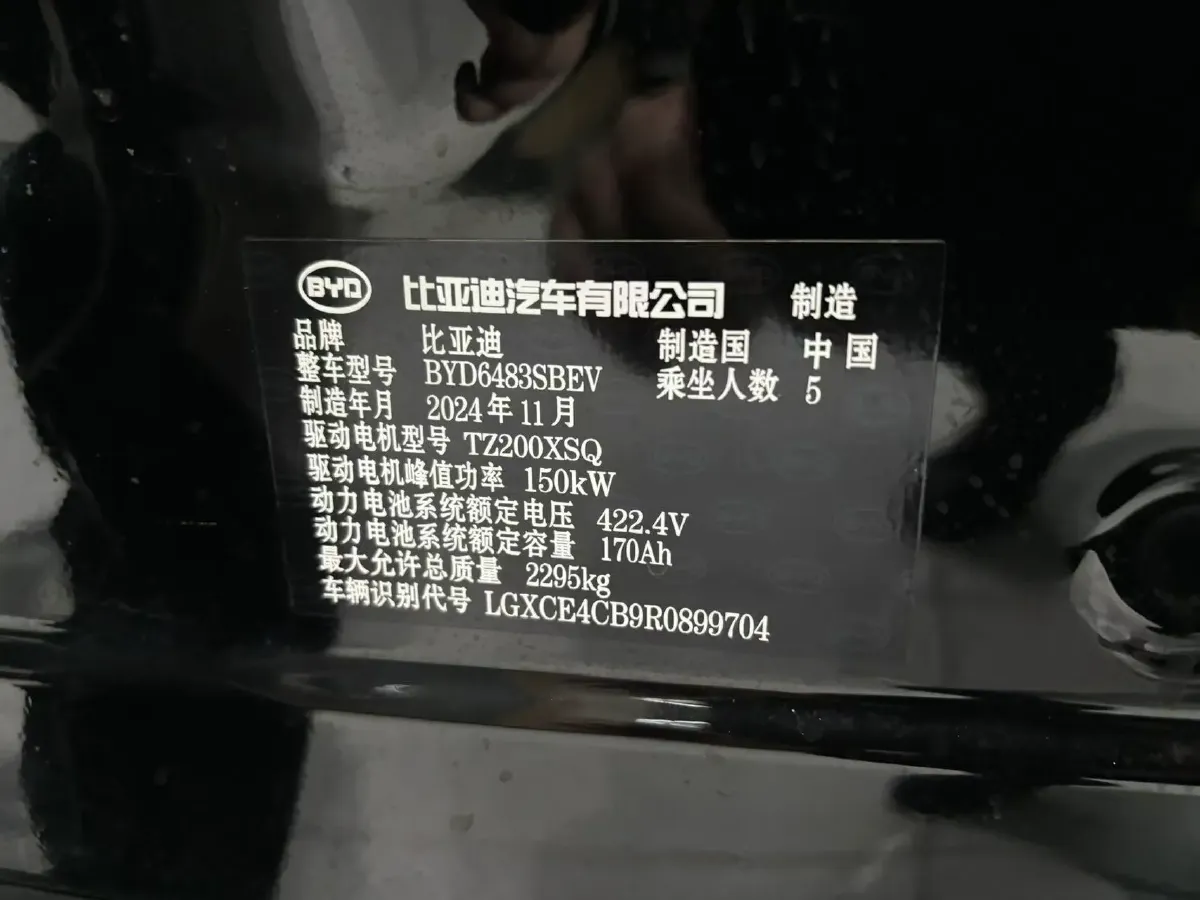 BYD 比亚迪汽车有限公司 制造
品牌 比亚迪 制造国 中国
整车型号 BYD6483SBEV 乘坐人数 5
制造年月 2024年11月
驱动电机型号 TZ200XSQ
驱动电机峰值功率 150kW
动力电池系统额定电压 422.4V
动力电池系统额定容量 170Ah
最大允许总质量 2295kg
车辆识别代号 LGXCE4CB9R0899704